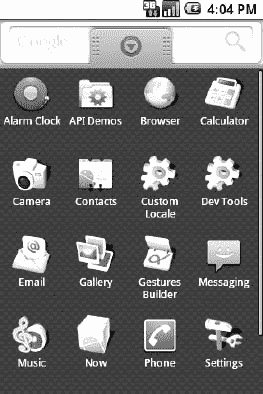 3G 4:04 PM
Google
Alarm Clock API Demos Browser Calculator
Camera Contacts Custom Locale Dev Tools
Email Gallery Gestures Builder Messaging
Music Now Phone Settings